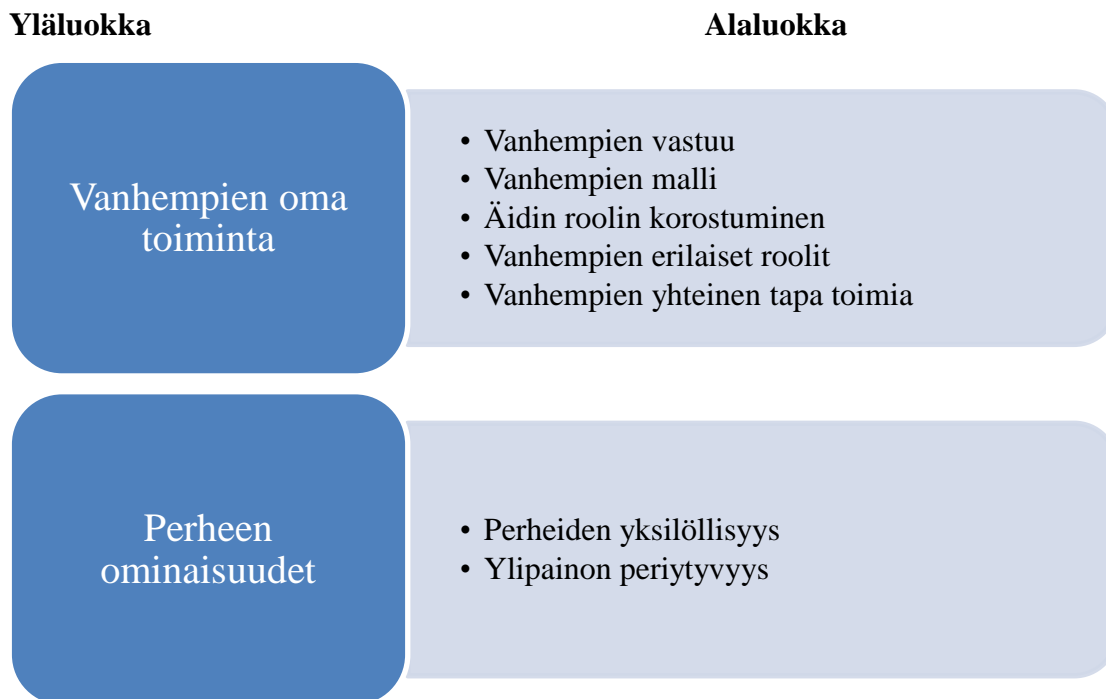 Yläluokka
Alaluokka
Vanhempien oma
toiminta
• Vanhempien vastuu
• Vanhempien malli
• Äidin roolin korostuminen
• Vanhempien erilaiset roolit
• Vanhempien yhteinen tapa toimia
Perheen
ominaisuudet
• Perheiden yksilöllisyys
• Ylipainon periytyvyys